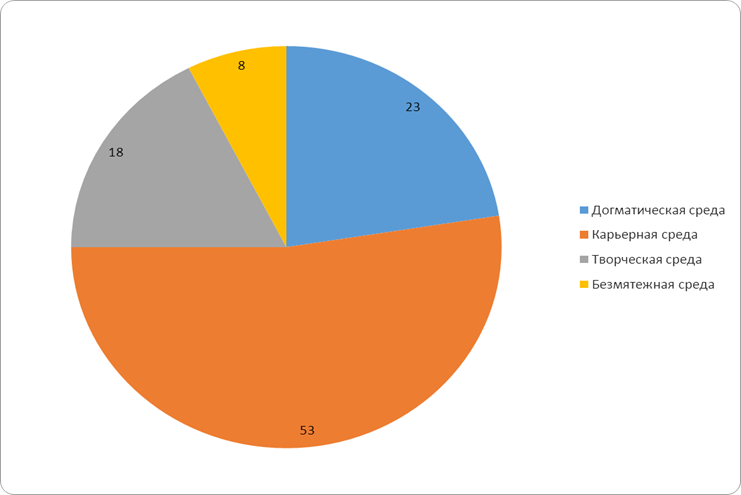 8
23
18
53
Догматическая среда
Карьерная среда
Творческая среда
Безмятежная среда